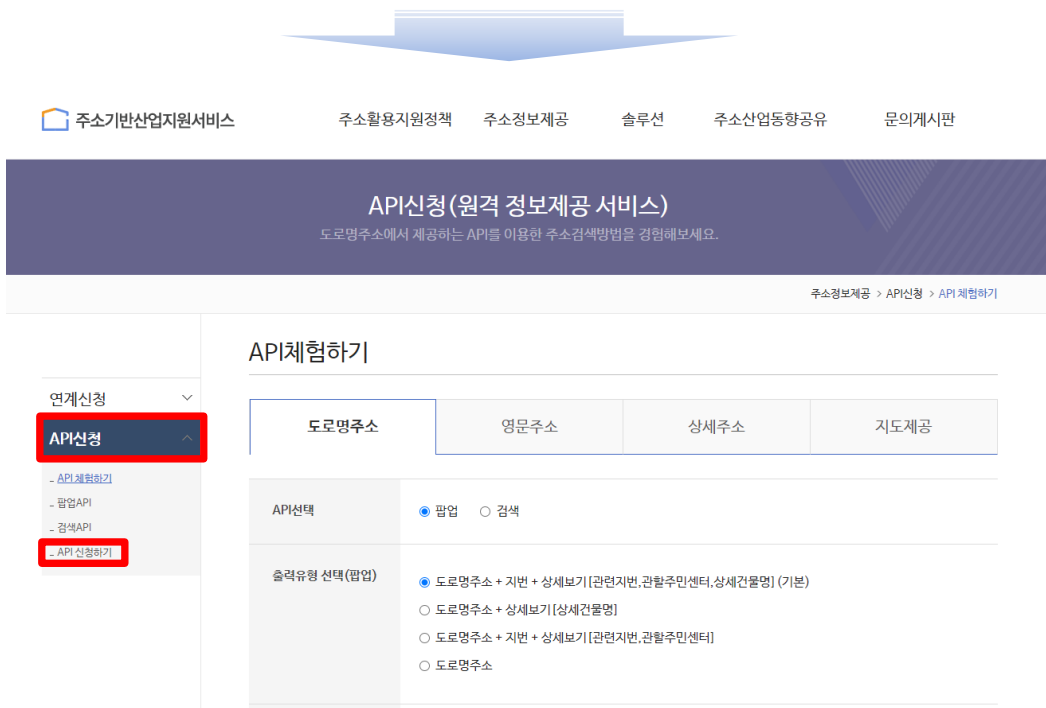 주소기반산업지원서비스
주소활용지원정책 주소정보제공 솔루션 주소산업동향공유 문의게시판
API신청(원격 정보제공 서비스)
도로명주소에서 제공하는 API를 이용한 주소검색방법을 경험해보세요.
주소정보제공 > API신청 > API 체험하기
API체험하기
연계신청
API신청
API 체험하기
팝업API
검색API
API 신청하기
도로명주소 영문주소 상세주소 지도제공
API선택 팝업 검색
출력유형 선택(팝업)
도로명주소 + 지번 + 상세보기[관련지번,관할주민센터,상세건물명] (기본)
도로명주소 + 상세보기[상세건물명]
도로명주소 + 지번 + 상세보기[관련지번,관할주민센터]
도로명주소